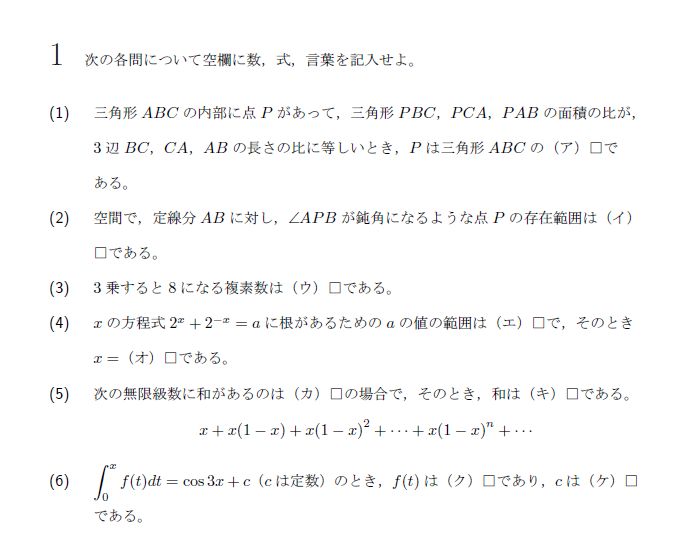 1 次の各問について空欄に数，式，言葉を記入せよ。
(1) 三角形 ABC の内部に点 P があって，三角形 PBC，PCA，PAB の面積の比が，
3 辺 BC，CA，AB の長さの比に等しいとき，P は三角形 ABC の（ア）□で
ある。
(2) 空間で，定線分 AB に対し，∠APB が鈍角になるような点 P の存在範囲は（イ）
□である。
(3) 3 乗すると 8 になる複素数は（ウ）□である。
(4) x の方程式 2^x + 2^{-x} = a に根があるための a の値の範囲は（エ）□で，そのとき
x =（オ）□である。
(5) 次の無限級数に和があるのは（カ）□の場合で，そのとき，和は（キ）□である。
x + x(1 − x) + x(1 − x)^2 + ··· + x(1 − x)^n + ···
(6) ∫_0^x f(t)dt = cos 3x + c（c は定数）のとき，f(t) は（ク）□であり，c は（ケ）□
である。